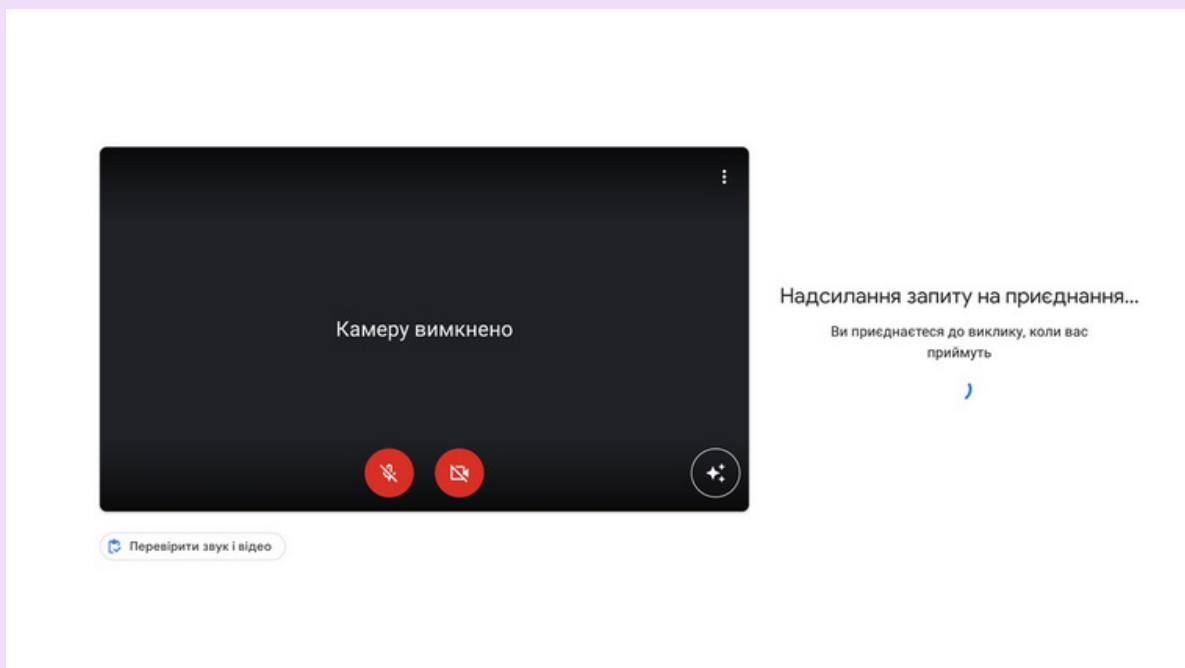 Камеру вимкнено
Надсилання запиту на приєднання...
Ви приєднаєтеся до виклику, коли вас
приймуть
Перевірити звук і відео